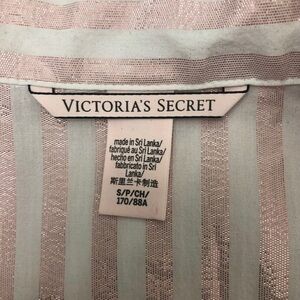 VICTORIA'S SECRET
made in Sri Lanka/
fabriqué au Sri Lanka/
hecho en Sri Lanka/
fabbricato in Sri
Lanka/
斯里兰卡制造
S/P/CH/
170/88A